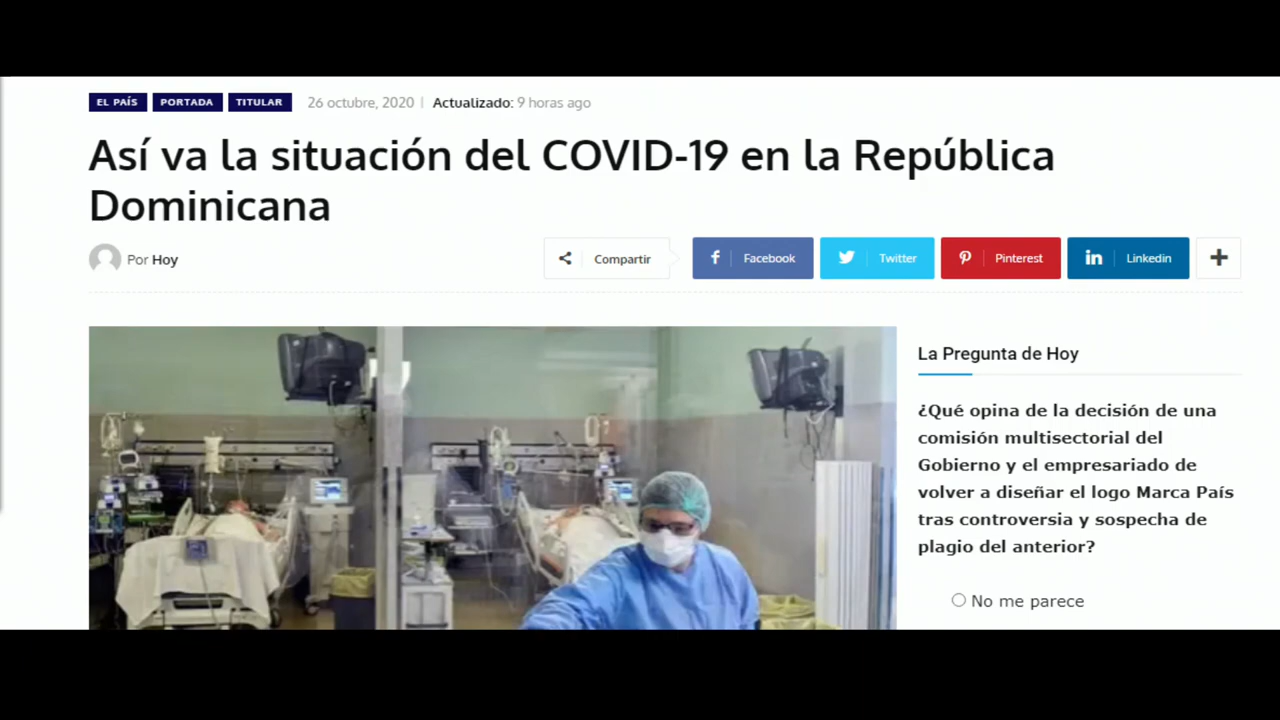 EL PAÍS PORTADA TITULAR 26 octubre, 2020 | Actualizado: 9 horas ago
Así va la situación del COVID-19 en la República
Dominicana
Por Hoy
Compartir Facebook Twitter Pinterest Linkedin +
La Pregunta de Hoy
¿Qué opina de la decisión de una
comisión multisectorial del
Gobierno y el empresariado de
volver a diseñar el logo Marca País
tras controversia y sospecha de
plagio del anterior?
No me parece